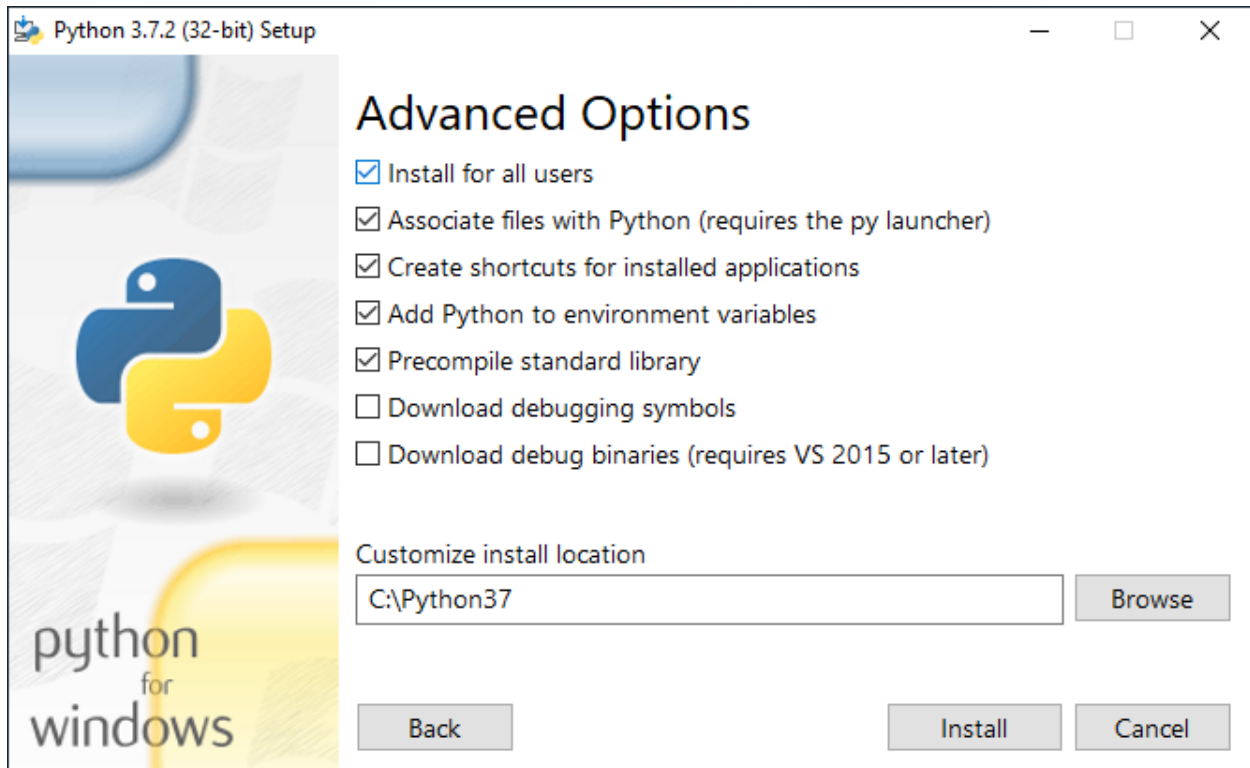 Python 3.7.2 (32-bit) Setup
Advanced Options
Install for all users
Associate files with Python (requires the py launcher)
Create shortcuts for installed applications
Add Python to environment variables
Precompile standard library
Download debugging symbols
Download debug binaries (requires VS 2015 or later)
Customize install location
C:\Python37
Browse
python
for
windows
Back
Install
Cancel